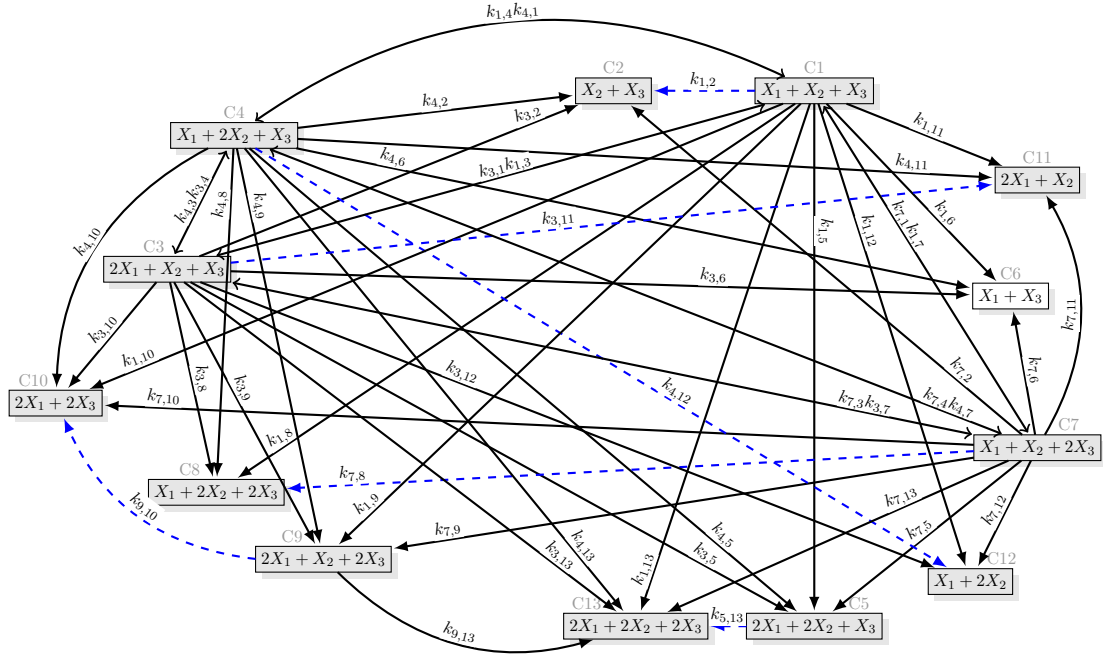 k₁,₄k₄,₁
C2
C1
k₁,₂
X₂ + X₃
X₁ + X₂ + X₃
k₄,₂
C4
k₃,₂
k₁,₁₁
X₁ + 2X₂ + X₃
k₄,₆
k₃,₁k₁,₃
k₄,₁₁
C11
2X₁ + X₂
k₄,₃k₃,₄
k₄,₈
k₄,₉
k₃,₁₁
k₁,₅
k₁,₁₂
k₇,₁k₁,₇
k₁,₆
k₄,₁₀
C3
2X₁ + X₂ + X₃
k₃,₆
C6
X₁ + X₃
k₇,₁₁
k₃,₁₀
k₁,₁₀
k₃,₈
k₃,₉
k₃,₁₂
k₄,₁₂
k₇,₂
k₇,₆
C10
2X₁ + 2X₃
k₇,₁₀
k₇,₃k₃,₇
k₇,₄k₄,₇
C7
X₁ + X₂ + 2X₃
k₁,₈
C8
X₁ + 2X₂ + 2X₃
k₇,₈
k₁,₉
k₇,₁₃
k₉,₁₀
k₇,₉
k₇,₅
k₇,₁₂
C9
2X₁ + X₂ + 2X₃
k₃,₁₃
k₄,₁₃
k₁,₁₃
k₃,₅
k₄,₅
C12
X₁ + 2X₂
C13
2X₁ + 2X₂ + 2X₃
k₅,₁₃
C5
2X₁ + 2X₂ + X₃
k₉,₁₃